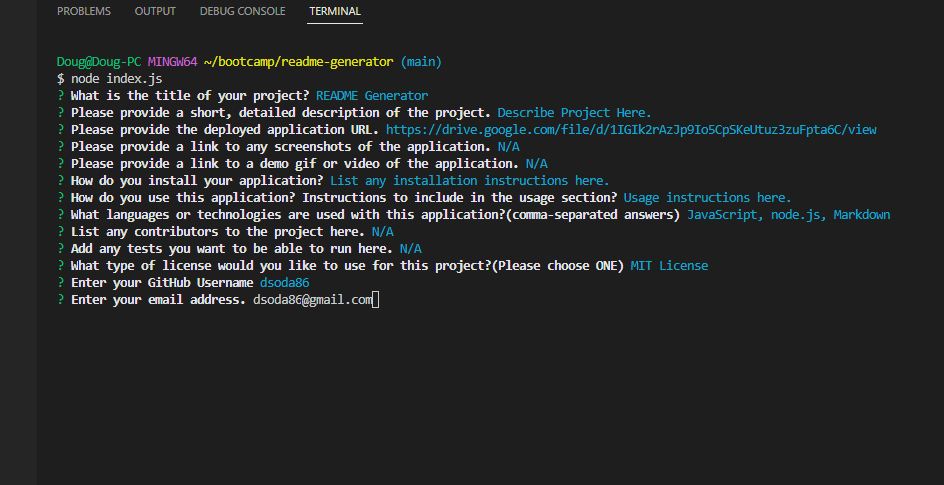 PROBLEMS OUTPUT DEBUG CONSOLE TERMINAL
Doug@Doug-PC MINGW64 ~/bootcamp/readme-generator (main)
$ node index.js
? What is the title of your project? README Generator
? Please provide a short, detailed description of the project. Describe Project Here.
? Please provide the deployed application URL. https://drive.google.com/file/d/1IGIk2rAzJp9Io5CpSKeUtuz3zuFpta6C/view
? Please provide a link to any screenshots of the application. N/A
? Please provide a link to a demo gif or video of the application. N/A
? How do you install your application? List any installation instructions here.
? How do you use this application? Instructions to include in the usage section? Usage instructions here.
? What languages or technologies are used with this application?(comma-separated answers) JavaScript, node.js, Markdown
? List any contributors to the project here. N/A
? Add any tests you want to be able to run here. N/A
? What type of license would you like to use for this project?(Please choose ONE) MIT License
? Enter your GitHub Username dsoda86
? Enter your email address. dsoda86@gmail.com